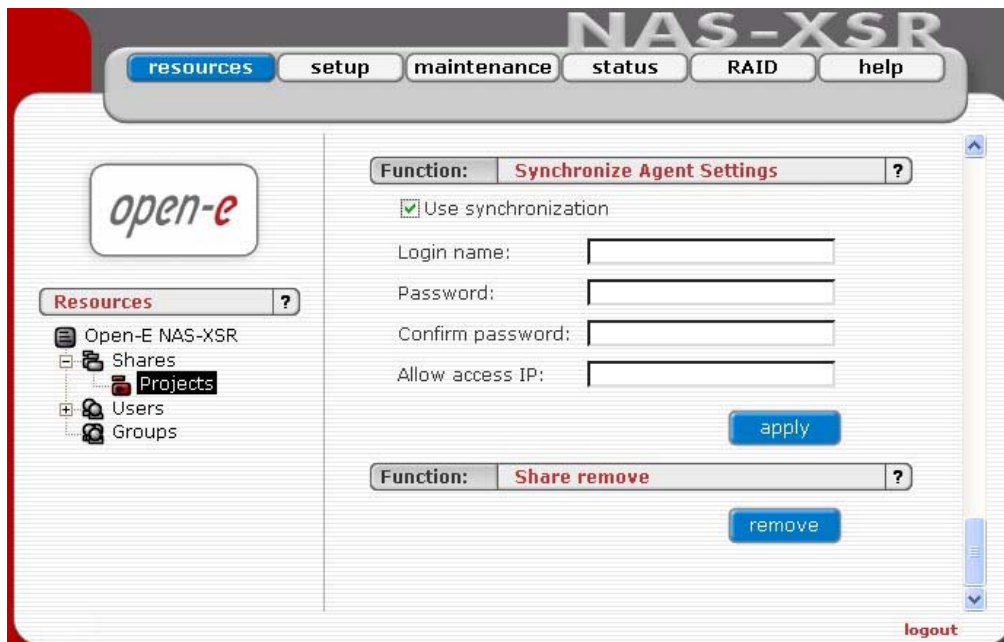 NAS-XSR
resources setup maintenance status RAID help
open-e
Resources ?
Open-E NAS-XSR
Shares
Projects
Users
Groups
Function: Synchronize Agent Settings ?
Use synchronization
Login name:
Password:
Confirm password:
Allow access IP:
apply
Function: Share remove ?
remove
logout